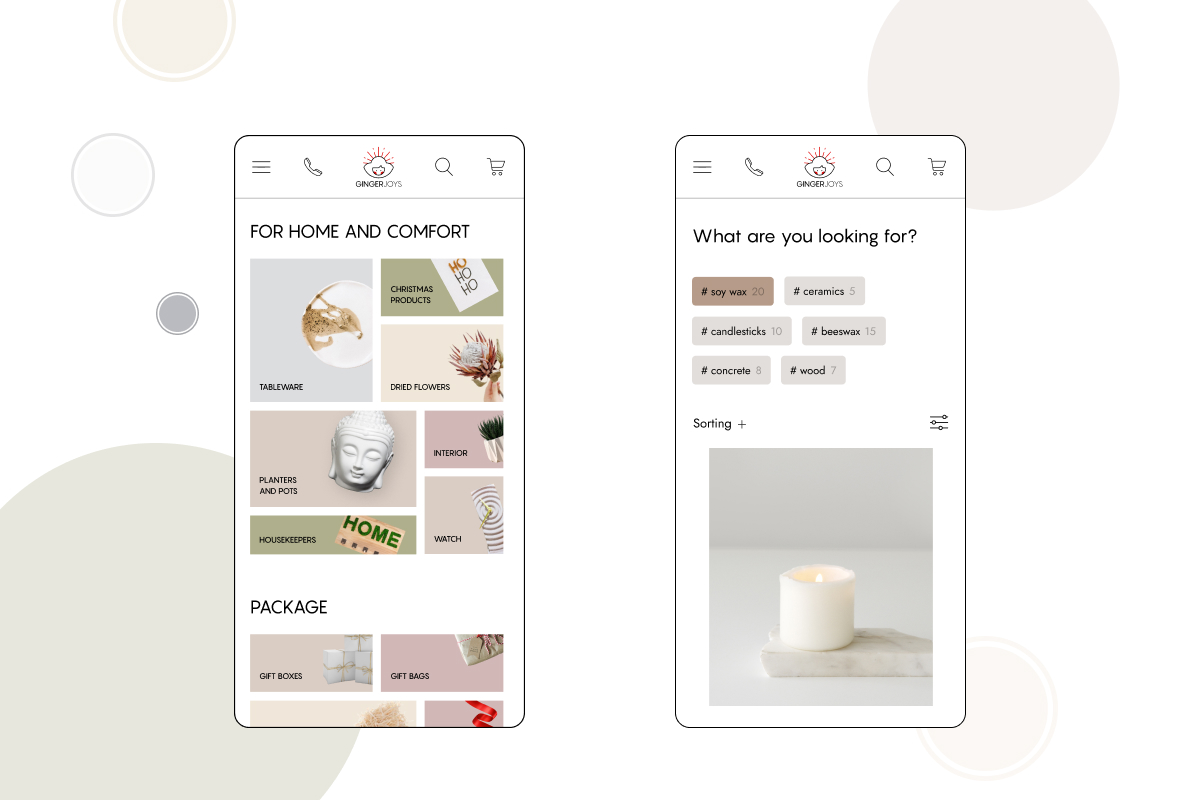 GINGERJOYS
FOR HOME AND COMFORT
TABLEWARE
CHRISTMAS
PRODUCTS
HO
HO
HO
DRIED FLOWERS
PLANTERS
AND POTS
INTERIOR
HOUSEKEEPERS
HOME
WATCH
PACKAGE
GIFT BOXES
GIFT BAGS
GINGERJOYS
What are you looking for?
# soy wax 20
# ceramics 5
# candlesticks 10
# beeswax 15
# concrete 8
# wood 7
Sorting +